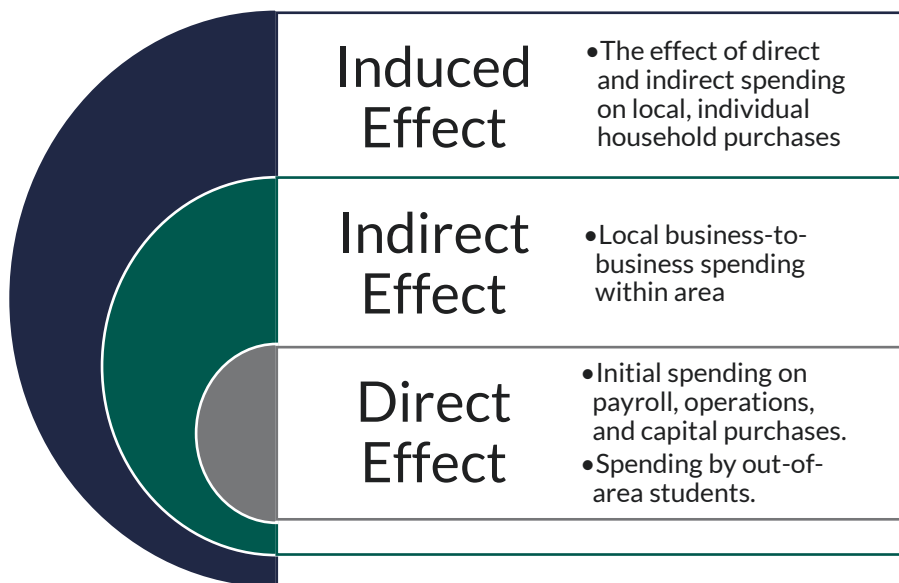 Induced
Effect
•The effect of direct
and indirect spending
on local, individual
household purchases
Indirect
Effect
•Local business-to-
business spending
within area
Direct
Effect
•Initial spending on
payroll, operations,
and capital purchases.
•Spending by out-of-
area students.